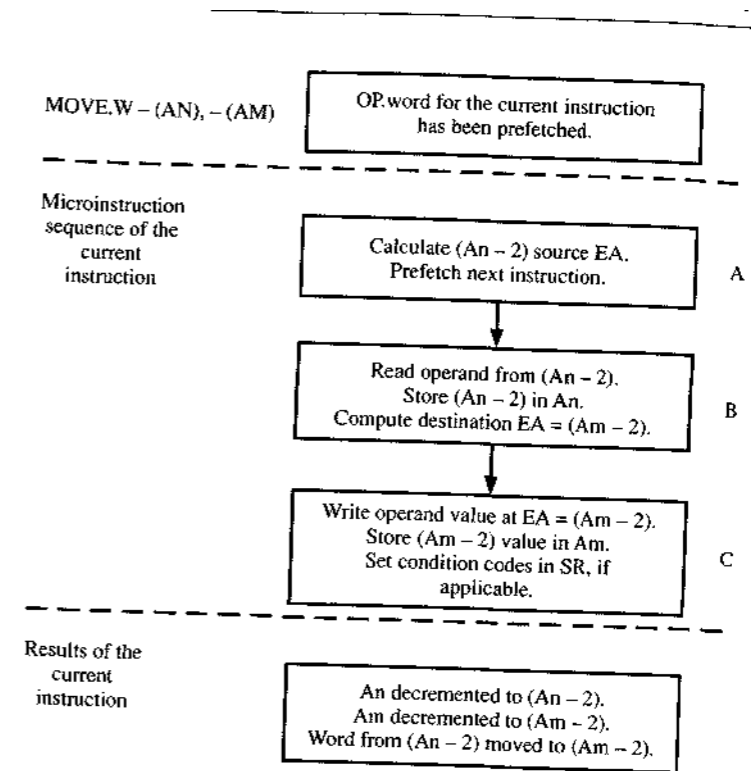 MOVE.W – (AN), – (AM)
OP.word for the current instruction
has been prefetched.
Microinstruction
sequence of the
current
instruction
Calculate (An – 2) source EA.
Prefetch next instruction.
A
Read operand from (An – 2).
Store (An – 2) in An.
Compute destination EA = (Am – 2).
B
Write operand value at EA = (Am – 2).
Store (Am – 2) value in Am.
Set condition codes in SR, if
applicable.
C
Results of the
current
instruction
An decremented to (An – 2).
Am decremented to (Am – 2).
Word from (An – 2) moved to (Am – 2).